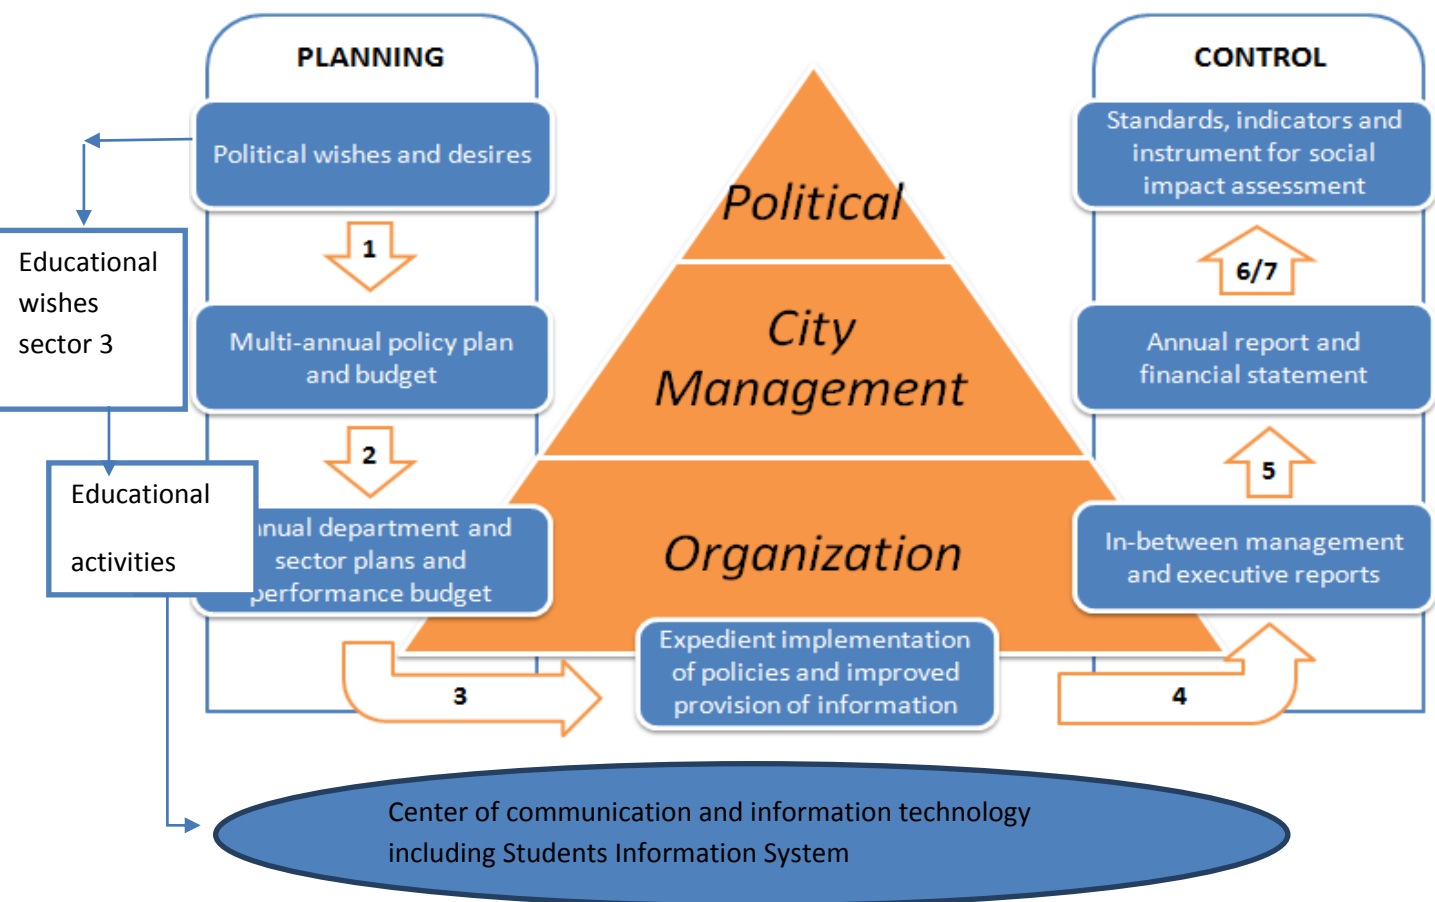 PLANNING
Political wishes and desires
1
Multi-annual policy plan
and budget
2
nnual department and
sector plans and
performance budget
3
Educational
wishes
sector 3
Educational
activities
Political
City
Management
Organization
Expedient implementation
of policies and improved
provision of information
CONTROL
Standards, indicators and
instrument for social
impact assessment
6/7
Annual report and
financial statement
5
In-between management
and executive reports
4
Center of communication and information technology
including Students Information System